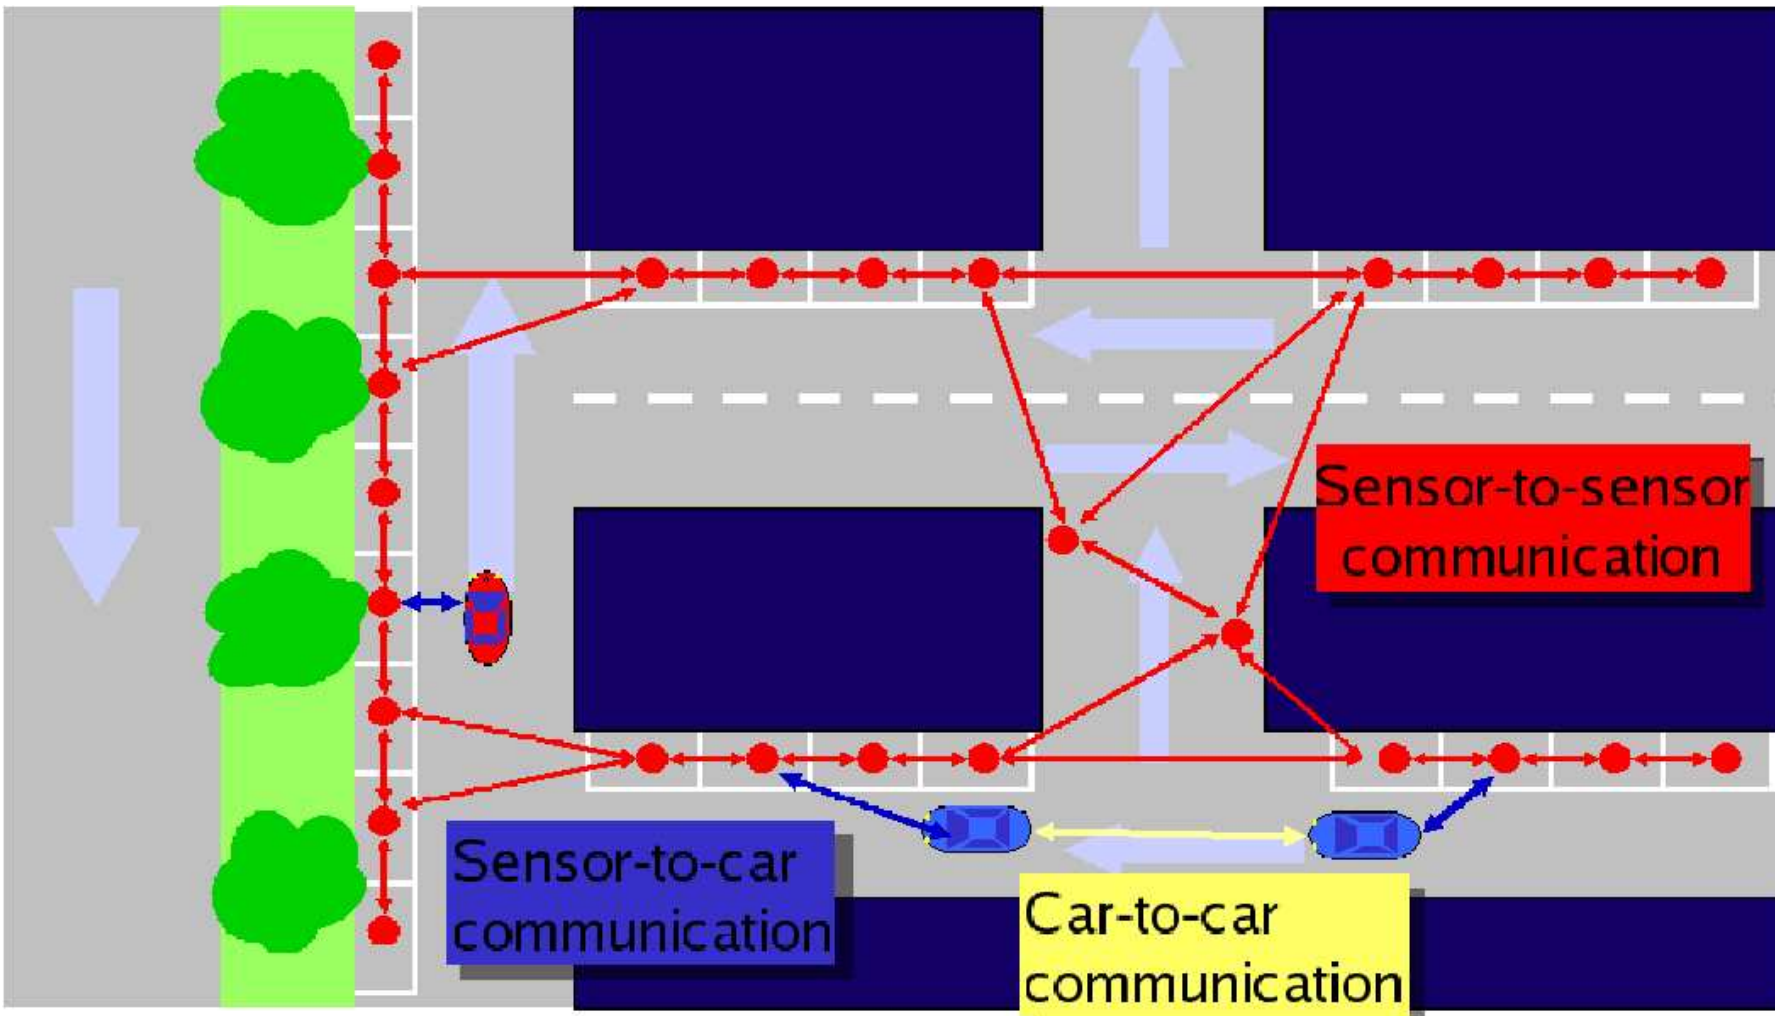 Sensor-to-sensor
communication
Sensor-to-car
communication
Car-to-car
communication